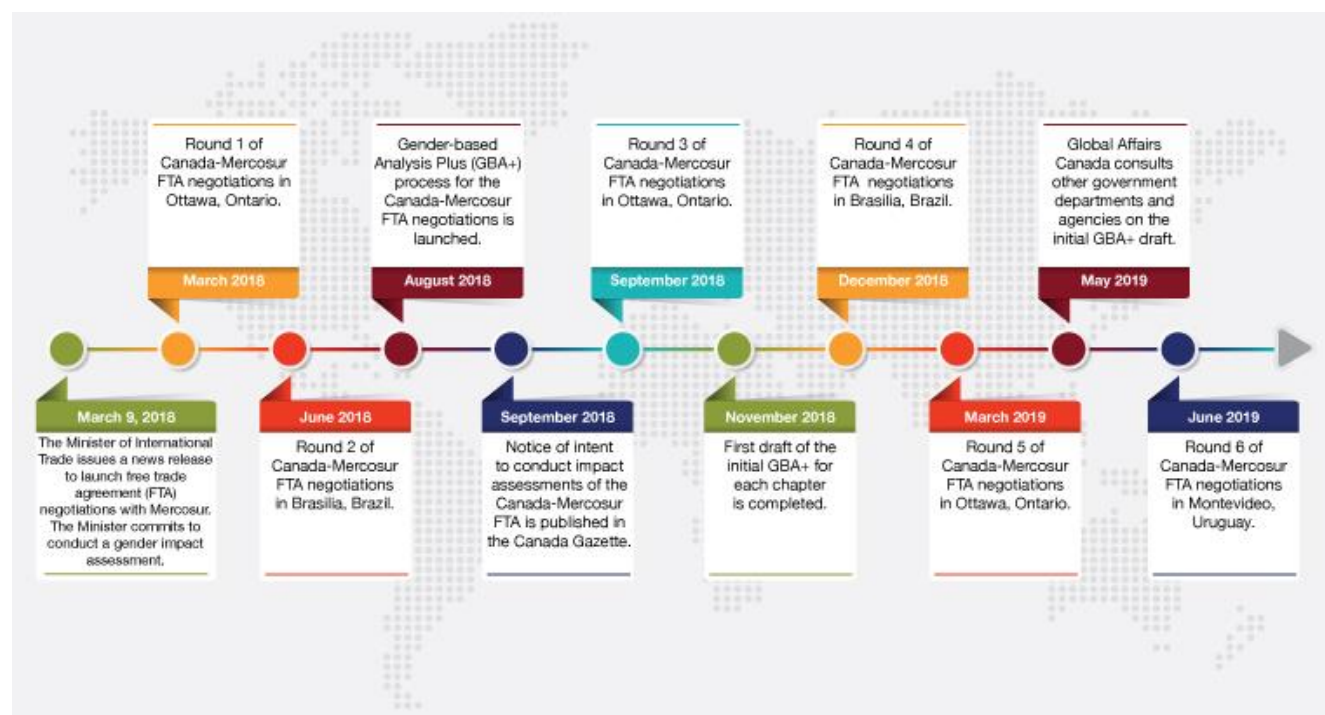 March 9, 2018
The Minister of International
Trade issues a news release
to launch free trade
agreement (FTA)
negotiations with Mercosur.
The Minister commits to
conduct a gender impact
assessment.
Round 1 of
Canada-Mercosur
FTA negotiations in
Ottawa, Ontario.
March 2018
June 2018
Round 2 of
Canada-Mercosur
FTA negotiations
in Brasilia, Brazil.
Gender-based
Analysis Plus (GBA+)
process for the
Canada-Mercosur
FTA negotiations is
launched.
August 2018
September 2018
Notice of intent
to conduct impact
assessments of the
Canada-Mercosur
FTA is published in
the Canada Gazette.
Round 3 of
Canada-Mercosur
FTA negotiations
in Ottawa, Ontario.
September 2018
November 2018
First draft of the
initial GBA+ for
each chapter
is completed.
Round 4 of
Canada-Mercosur
FTA negotiations
in Brasilia, Brazil.
December 2018
March 2019
Round 5 of
Canada-Mercosur
FTA negotiations
in Ottawa, Ontario.
Global Affairs
Canada consults
other government
departments and
agencies on the
initial GBA+ draft.
May 2019
June 2019
Round 6 of
Canada-Mercosur
FTA negotiations
in Montevideo,
Uruguay.